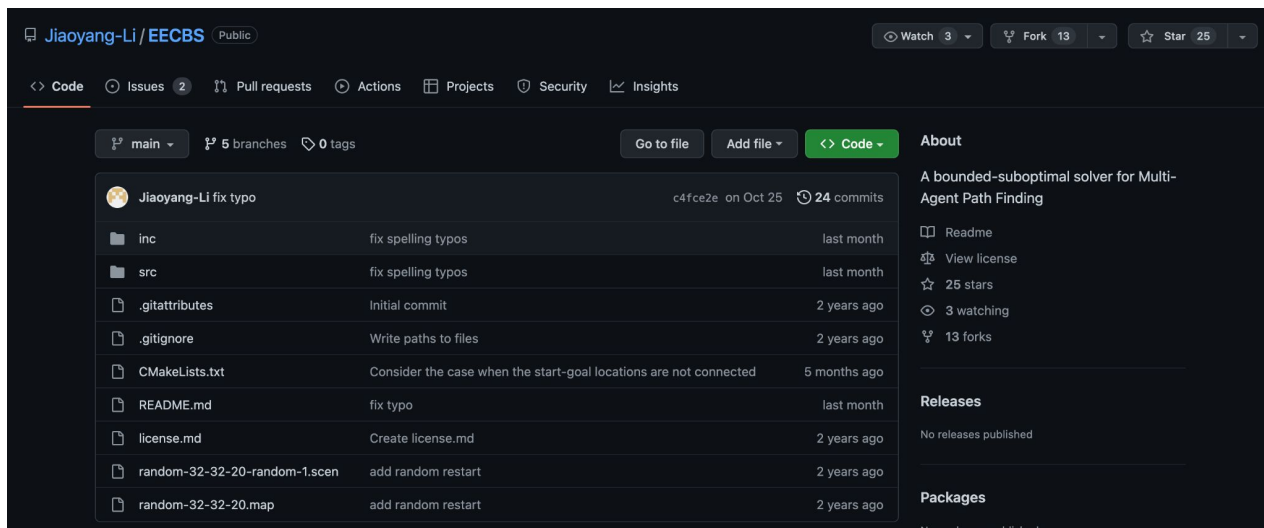 Jiaoyang-Li / EECBS Public Watch 3 Fork 13 Star 25
Code Issues 2 Pull requests Actions Projects Security Insights
main 5 branches 0 tags Go to file Add file Code
Jiaoyang-Li fix typo c4fce2e on Oct 25 24 commits
inc fix spelling typos last month
src fix spelling typos last month
.gitattributes Initial commit 2 years ago
.gitignore Write paths to files 2 years ago
CMakeLists.txt Consider the case when the start-goal locations are not connected 5 months ago
README.md fix typo last month
license.md Create license.md 2 years ago
random-32-32-20-random-1.scen add random restart 2 years ago
random-32-32-20.map add random restart 2 years ago
About
A bounded-suboptimal solver for Multi-
Agent Path Finding
Readme
View license
25 stars
3 watching
13 forks
Releases
No releases published
Packages